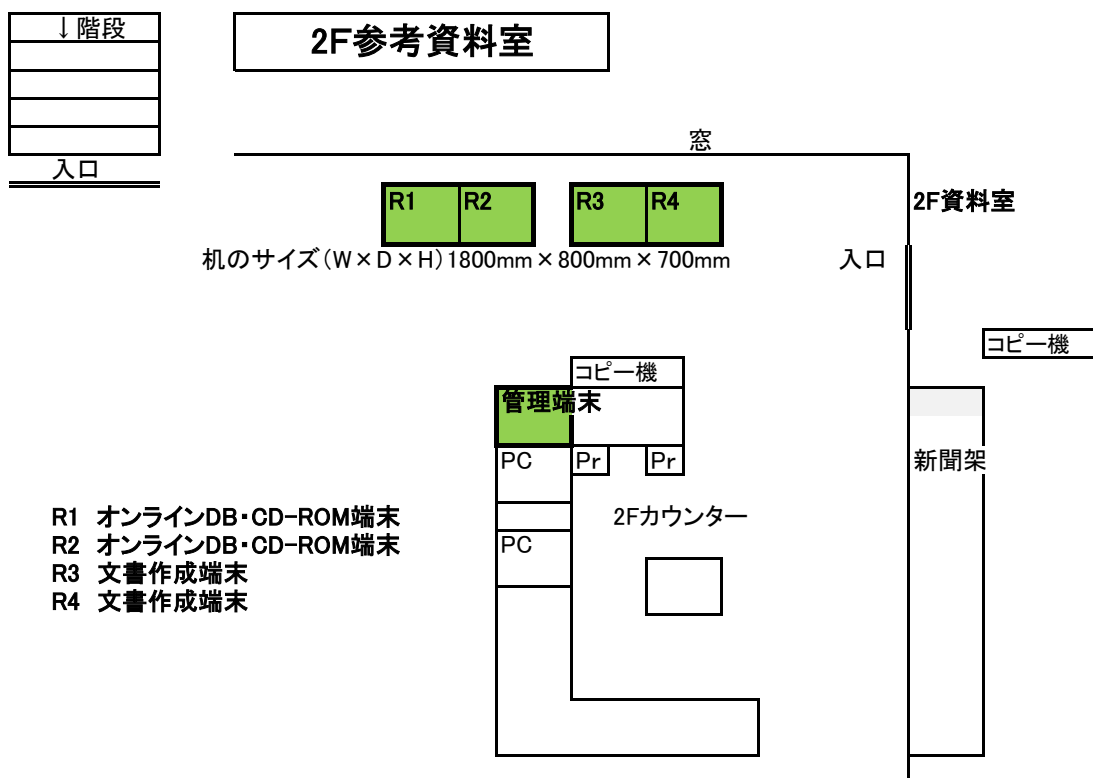 ↓階段
2F参考資料室
窓
入口
R1 R2 R3 R4
2F資料室
机のサイズ(W×D×H)1800mm×800mm×700mm
入口
コピー機
コピー機
管理端末
PC Pr Pr
新聞架
R1 オンラインDB・CD-ROM端末
2Fカウンター
R2 オンラインDB・CD-ROM端末
PC
R3 文書作成端末
R4 文書作成端末